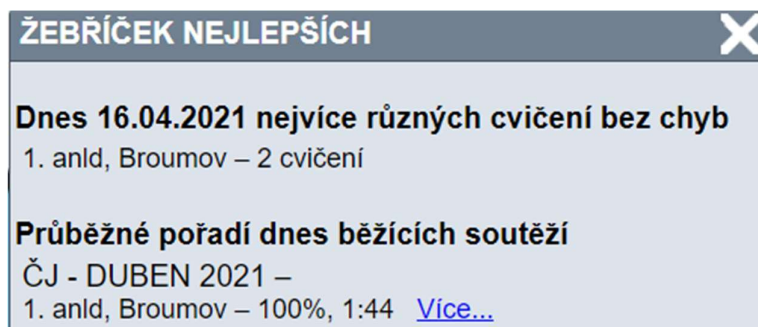 ŽEBŘÍČEK NEJLEPŠÍCH
Dnes 16.04.2021 nejvíce různých cvičení bez chyb
1. anld, Broumov – 2 cvičení
Průběžné pořadí dnes běžících soutěží
ČJ - DUBEN 2021 –
1. anld, Broumov – 100%, 1:44 Více...